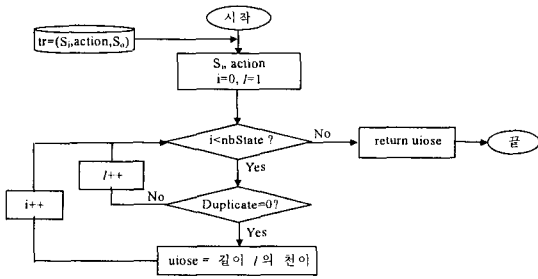 시작
tr=(Si,action,So)
Si, action
i=0, l=1
i<nbState ?
No
return uiose
끝
Yes
l++
i++
No
Duplicate=0?
Yes
uiose = 길이 l의 천이